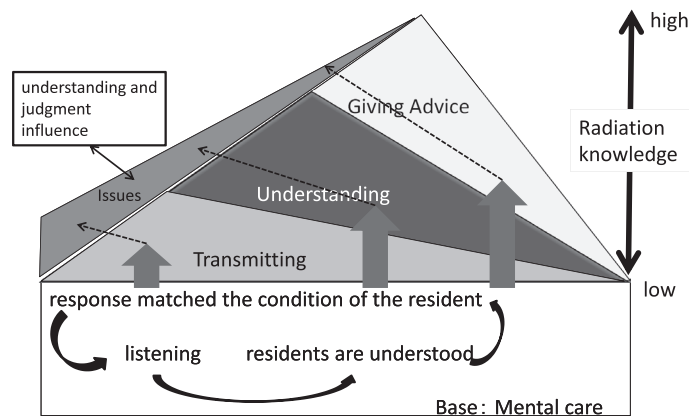 high
understanding and
judgment
influence
Giving Advice
Radiation
knowledge
Issues
Understanding
Transmitting
low
response matched the condition of the resident
listening
residents are understood
Base: Mental care